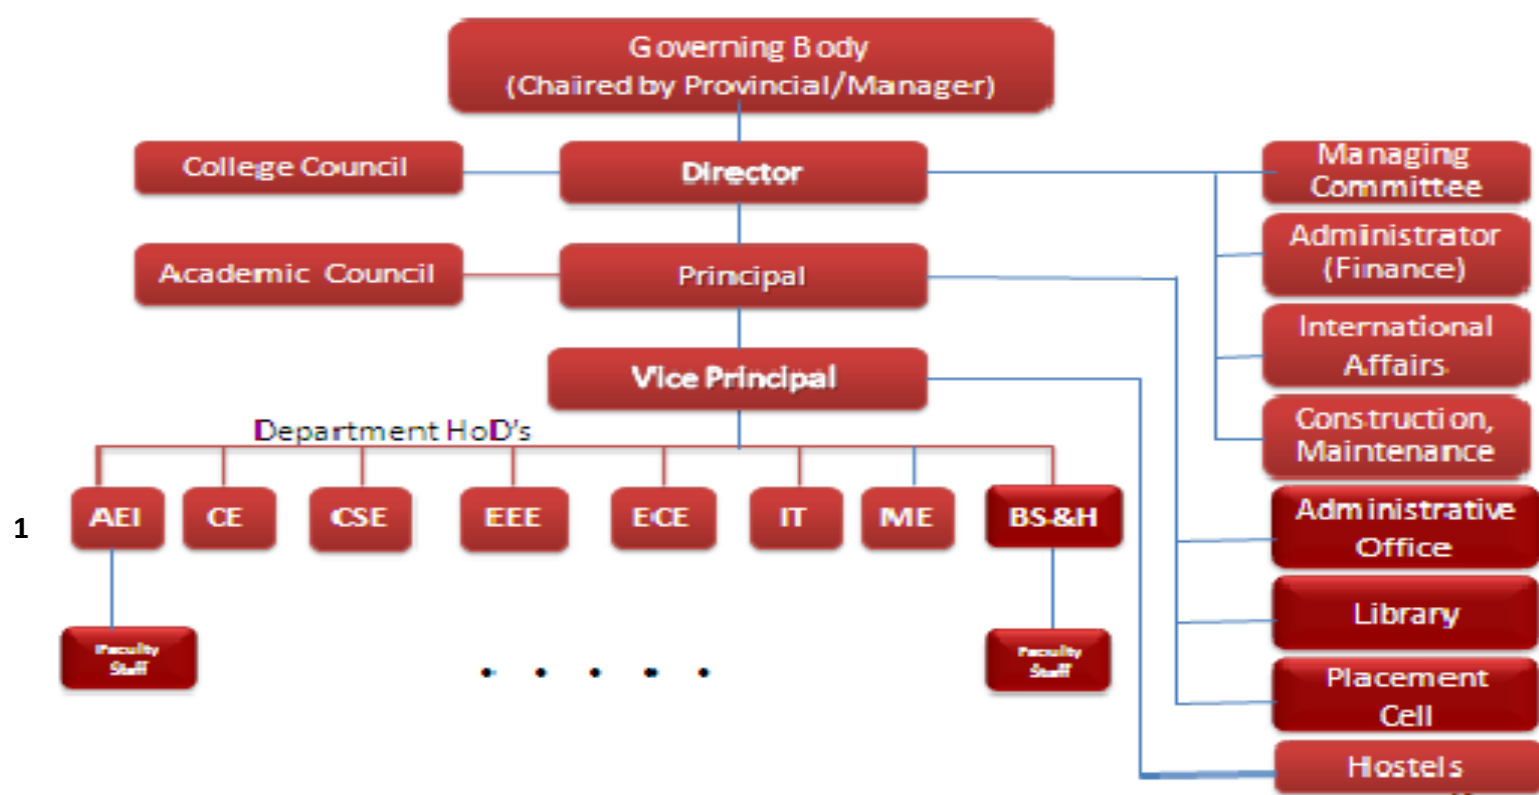 Governing Body
(Chaired by Provincial/Manager)
College Council
Director
Managing
Committee
Administrator
(Finance)
Academic Council
Principal
International
Affairs
Vice Principal
Construction,
Maintenance
Department HoD's
1
AEI
CE
CSE
EEE
ECE
IT
ME
BS&H
Administrative
Office
Library
Faculty
Staff
. . . . .
Faculty
Staff
Placement
Cell
Hostels